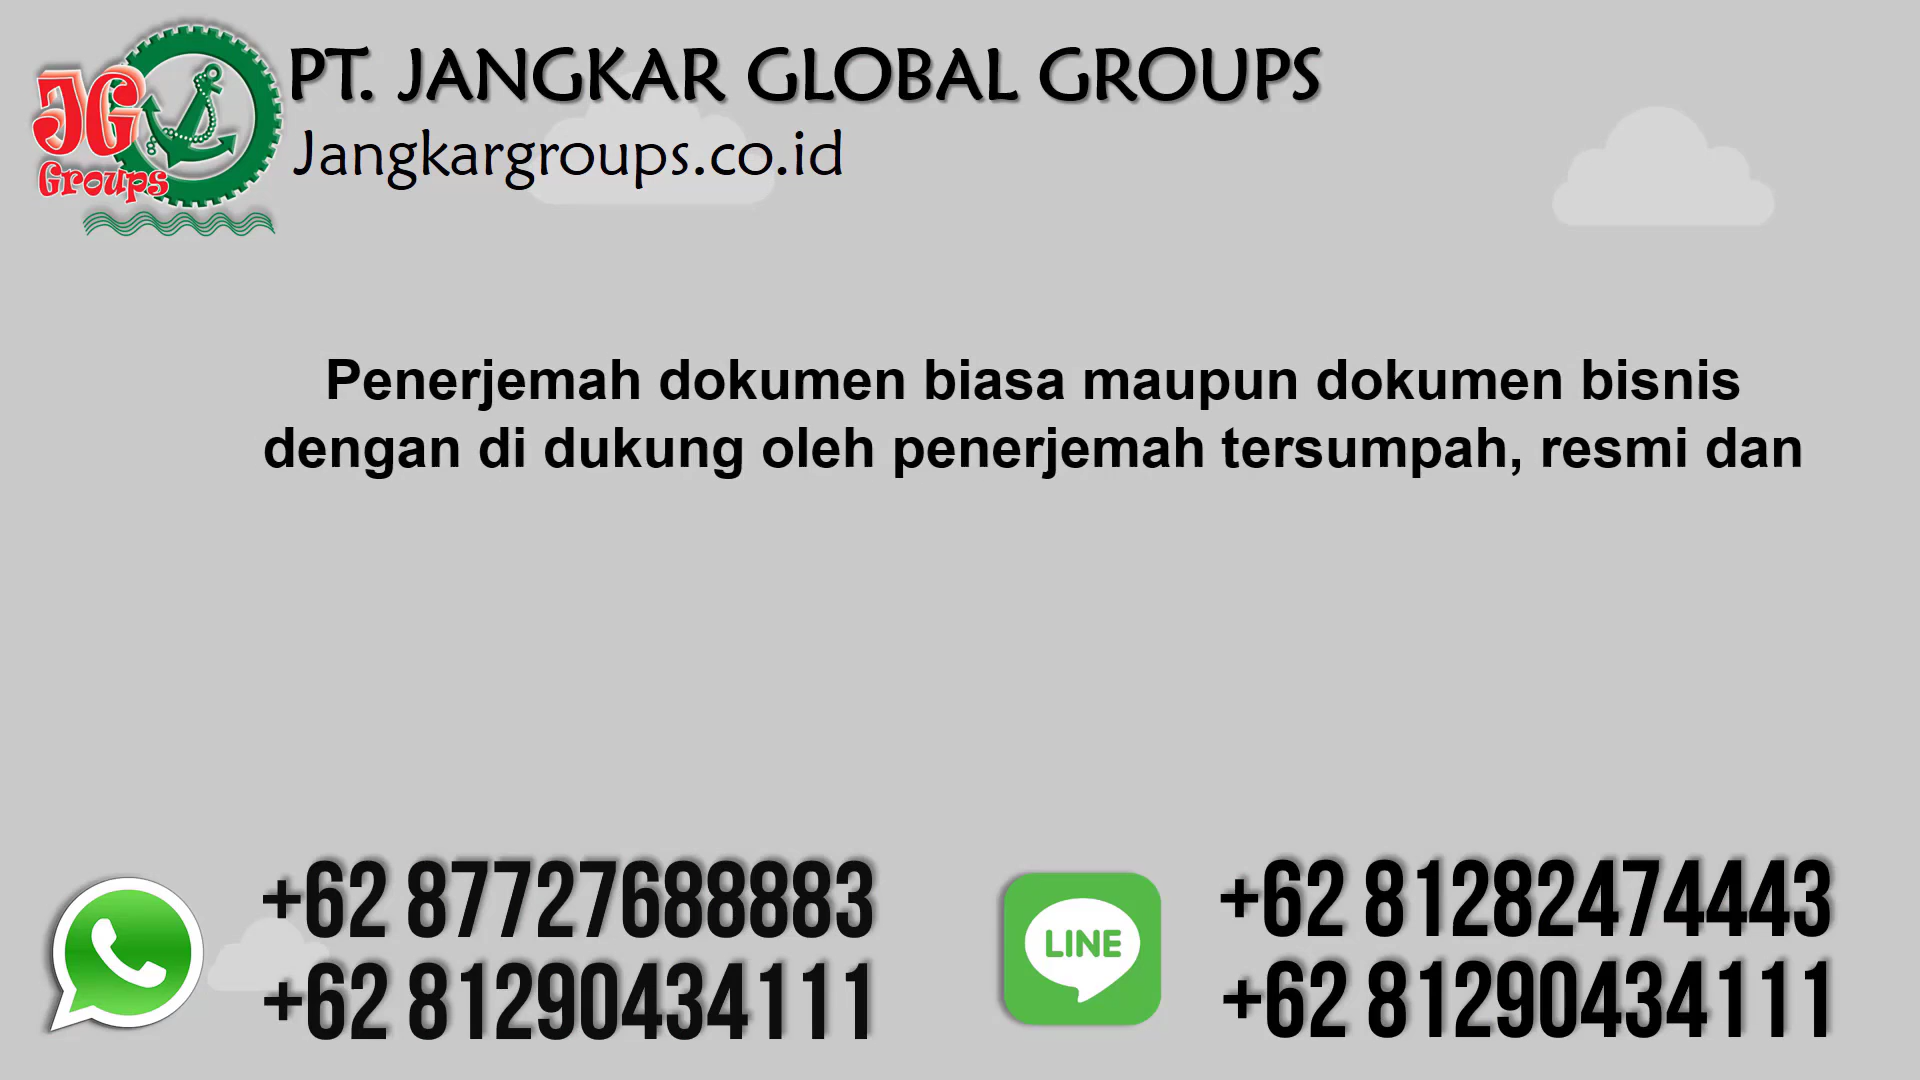 JG
Groups
PT. JANGKAR GLOBAL GROUPS
Jangkargroups.co.id
Penerjemah dokumen biasa maupun dokumen bisnis
dengan di dukung oleh penerjemah tersumpah, resmi dan
+62 87727688883
+62 81290434111
LINE
+62 81282474443
+62 81290434111